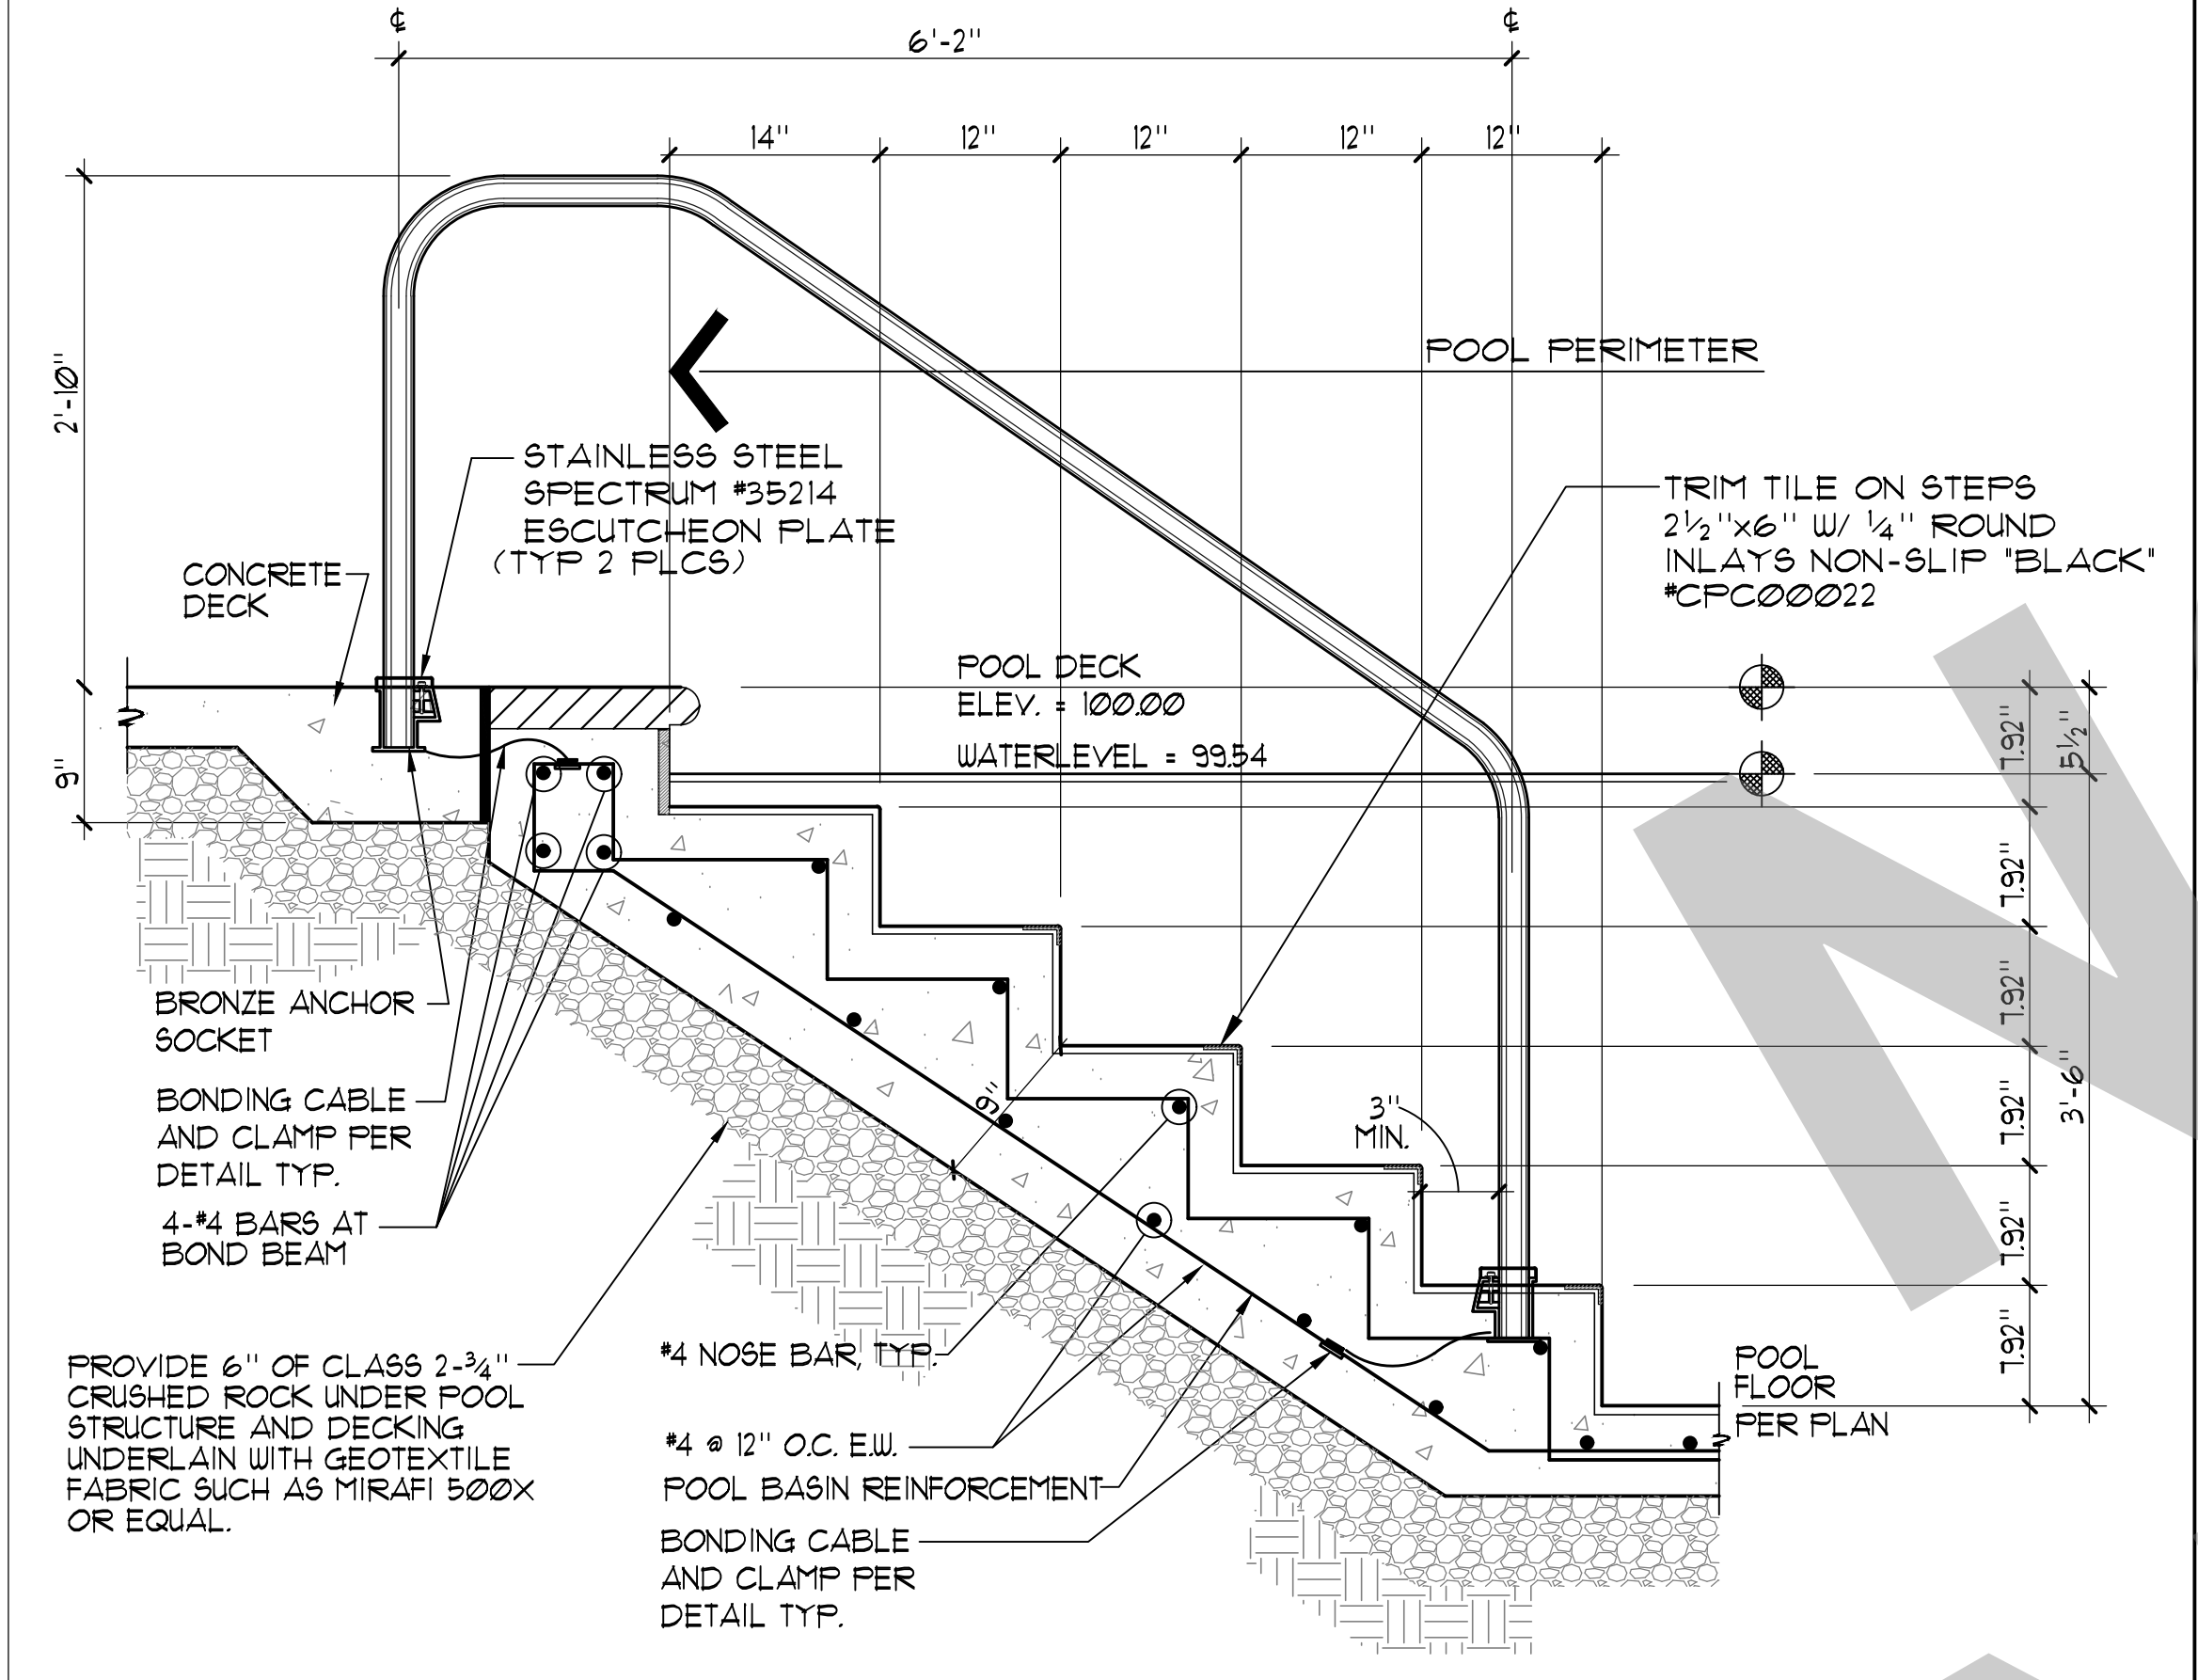 ℄
℄
6'-2"
14"
12"
12"
12"
12"
2'-10"
POOL PERIMETER
STAINLESS STEEL
SPECTRUM #35214
ESCUTCHEON PLATE
(TYP 2 PLCS)
TRIM TILE ON STEPS
2½"x6" W/ ¼" ROUND
INLAYS NON-SLIP "BLACK"
#CPC00022
CONCRETE
DECK
POOL DECK
ELEV. = 100.00
WATERLEVEL = 99.54
9"
7.92"
5½"
7.92"
7.92"
7.92"
7.92"
7.92"
3'-6"
BRONZE ANCHOR
SOCKET
BONDING CABLE
AND CLAMP PER
DETAIL TYP.
4-#4 BARS AT
BOND BEAM
9"
3"
MIN.
PROVIDE 6" OF CLASS 2-¾"
CRUSHED ROCK UNDER POOL
STRUCTURE AND DECKING
UNDERLAIN WITH GEOTEXTILE
FABRIC SUCH AS MIRAFI 500X
OR EQUAL.
#4 NOSE BAR, TYP.
#4 @ 12" O.C. E.W.
POOL BASIN REINFORCEMENT
BONDING CABLE
AND CLAMP PER
DETAIL TYP.
POOL
FLOOR
PER PLAN
N